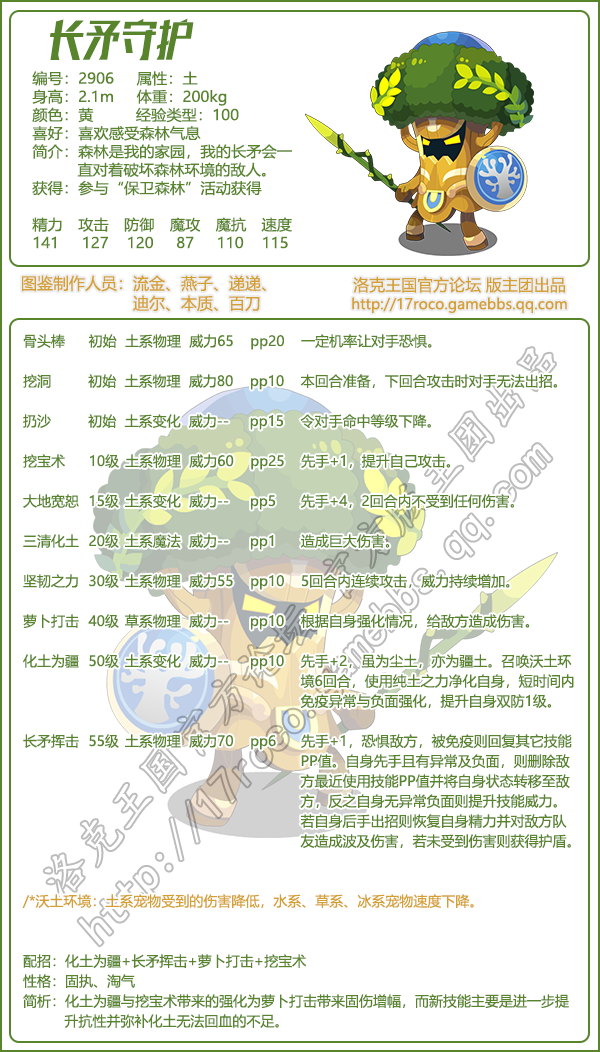 长矛守护
编号：2906 属性：土
身高：2.1m 体重：200kg
颜色：黄 经验类型：100
喜好：喜欢感受森林气息
简介：森林是我的家园，我的长矛会一
直对着破坏森林环境的敌人。
获得：参与“保卫森林”活动获得
精力 攻击 防御 魔攻 魔抗 速度
141 127 120 87 110 115
图鉴制作人员：流金、燕子、递递、
迪尔、本质、百刀
洛克王国官方论坛 版主团出品
http://17roco.gamebbs.qq.com
骨头棒 初始 土系物理 威力65 pp20 一定机率让对手恐惧。
挖洞 初始 土系物理 威力80 pp10 本回合准备，下回合攻击时对手无法出招。
扔沙 初始 土系变化 威力-- pp15 令对手命中等级下降。
挖宝术 10级 土系物理 威力60 pp25 先手+1，提升自己攻击。
大地宽恕 15级 土系变化 威力-- pp5 先手+4，2回合内不受到任何伤害。
三清化土 20级 土系魔法 威力-- pp1 造成巨大伤害。
坚韧之力 30级 土系物理 威力55 pp10 5回合内连续攻击，威力持续增加。
萝卜打击 40级 草系物理 威力-- pp10 根据自身强化情况，给敌方造成伤害。
化土为疆 50级 土系变化 威力-- pp10 先手+2，虽为尘土，亦为疆土。召唤沃土环
境6回合，使用纯土之力净化自身，短时间内
免疫异常与负面强化，提升自身双防1级。
长矛挥击 55级 土系物理 威力70 pp6 先手+1，恐惧敌方，被免疫则回复其它技能
PP值。自身先手且有异常及负面，则删除敌
方最近使用技能PP值并将自身状态转移至敌
方，反之自身无异常负面则提升技能威力。
若自身后手出招则恢复自身精力并对敌方队
友造成波及伤害，若未受到伤害则获得护盾。
洛克王国官方论坛版主团出品
http://17roco.gamebbs.qq.com
/*沃土环境：土系宠物受到的伤害降低，水系、草系、冰系宠物速度下降。
配招：化土为疆+长矛挥击+萝卜打击+挖宝术
性格：固执、淘气
简析：化土为疆与挖宝术带来的强化为萝卜打击带来固伤增幅，而新技能主要是进一步提
升抗性并弥补化土无法回血的不足。